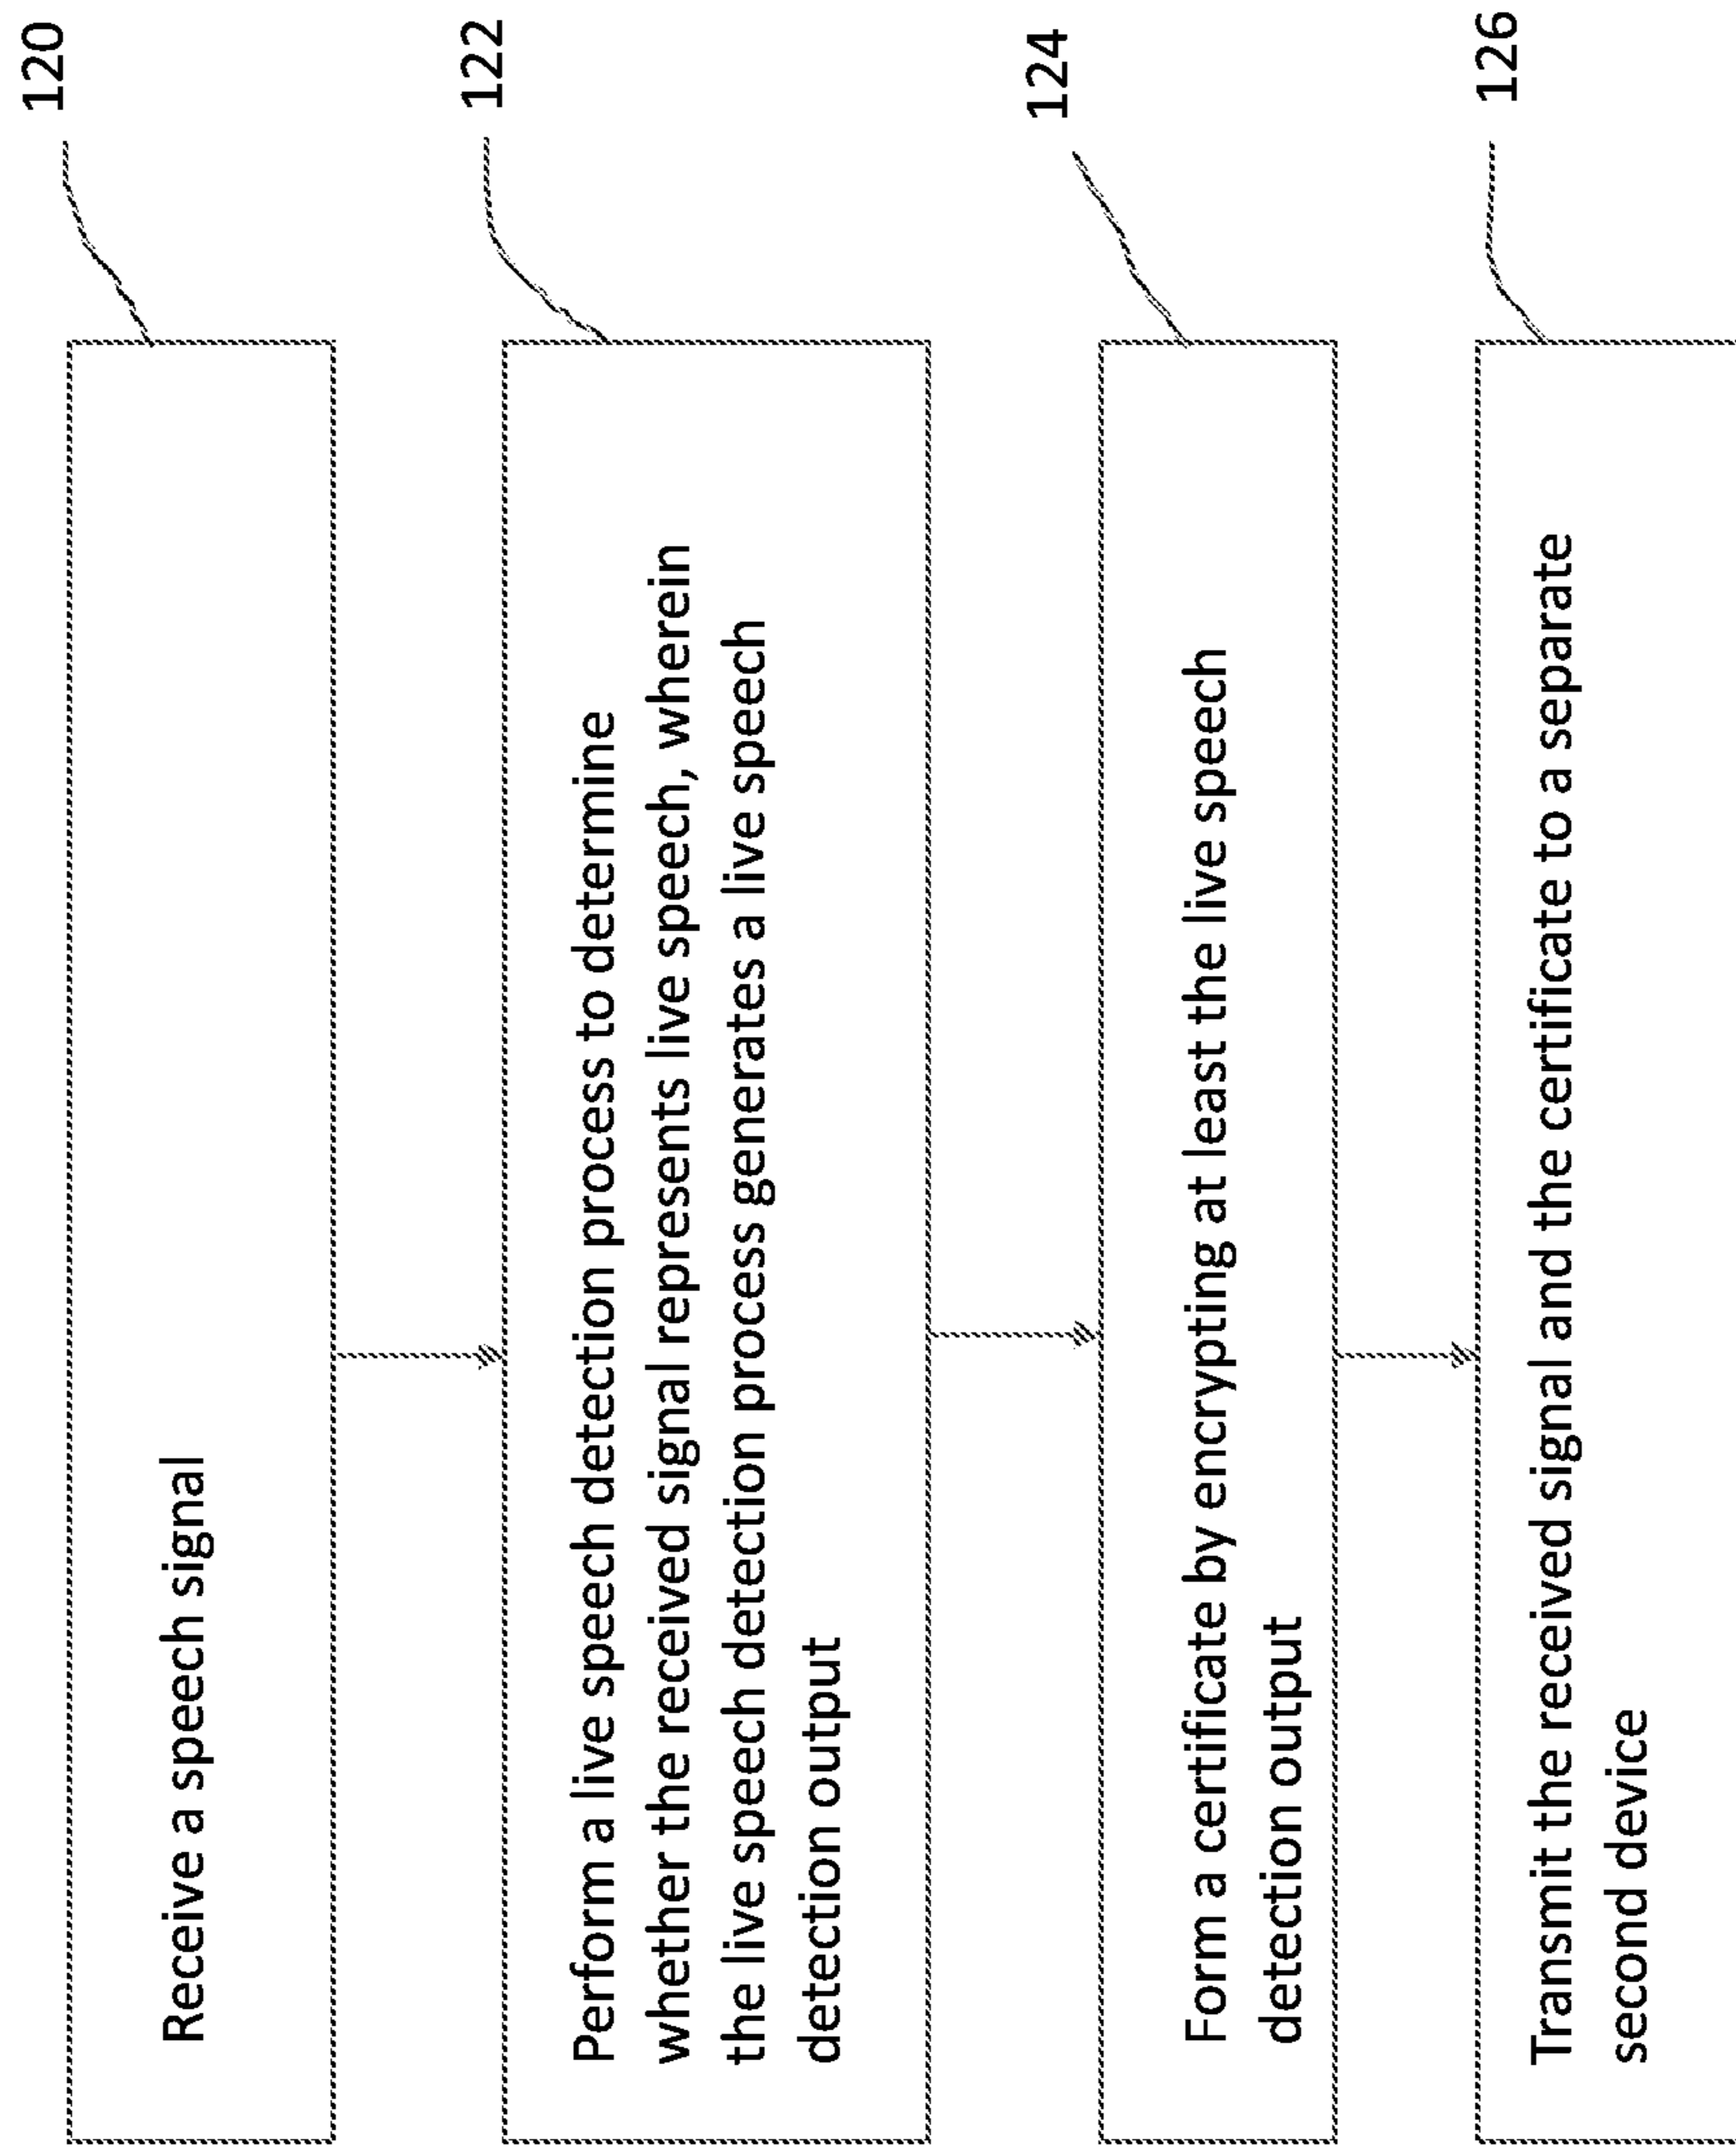 120
Receive a speech signal
122
Perform a live speech detection process to determine
whether the received signal represents live speech, wherein
the live speech detection process generates a live speech
detection output
124
Form a certificate by encrypting at least the live speech
detection output
126
Transmit the received signal and the certificate to a separate
second device